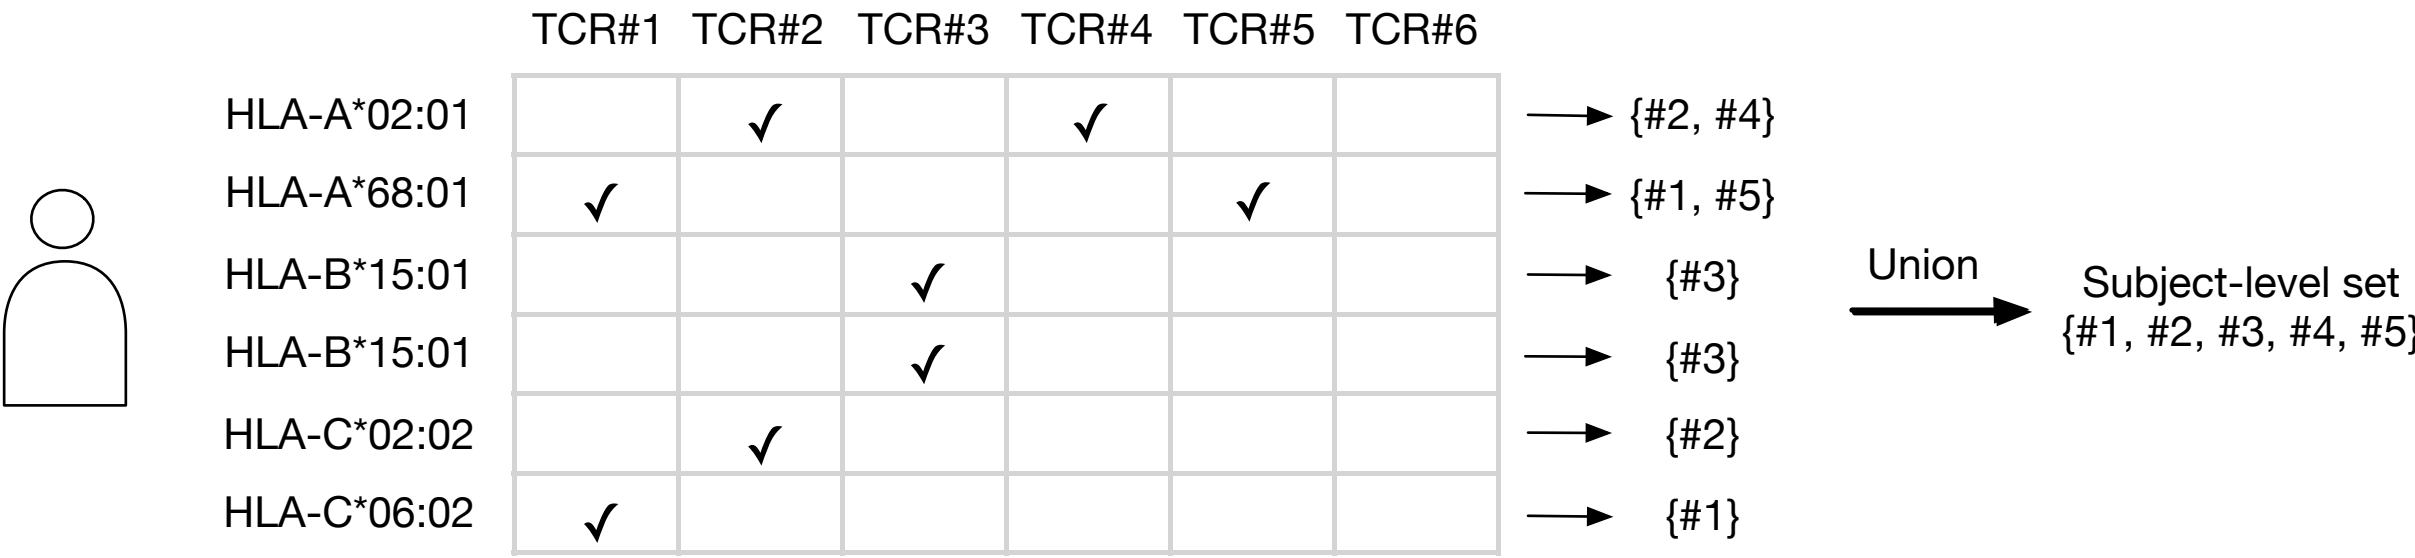 TCR#1 TCR#2 TCR#3 TCR#4 TCR#5 TCR#6
HLA-A*02:01 ✓ ✓ {#2, #4}
HLA-A*68:01 ✓ ✓ {#1, #5}
HLA-B*15:01 ✓ {#3}
HLA-B*15:01 ✓ {#3}
HLA-C*02:02 ✓ {#2}
HLA-C*06:02 ✓ {#1}
Union
Subject-level set
{#1, #2, #3, #4, #5}